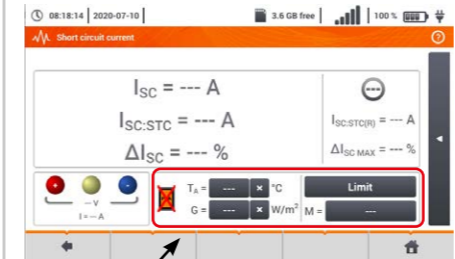 08:18:14 2020-07-10 3.6 GB free 100 %
Short circuit current
ISC = --- A
ISC:STC = --- A
ΔISC = --- %
---
ISC:STC(R) = --- A
ΔISC MAX = --- %
+ -
-- V
I = -- A
TA = --- × °C
G = --- × W/m²
Limit
M = ---